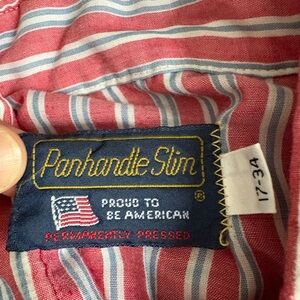 Panhandle Slim
®
PROUD TO
BE AMERICAN
PERMANENTLY PRESSED
17-34